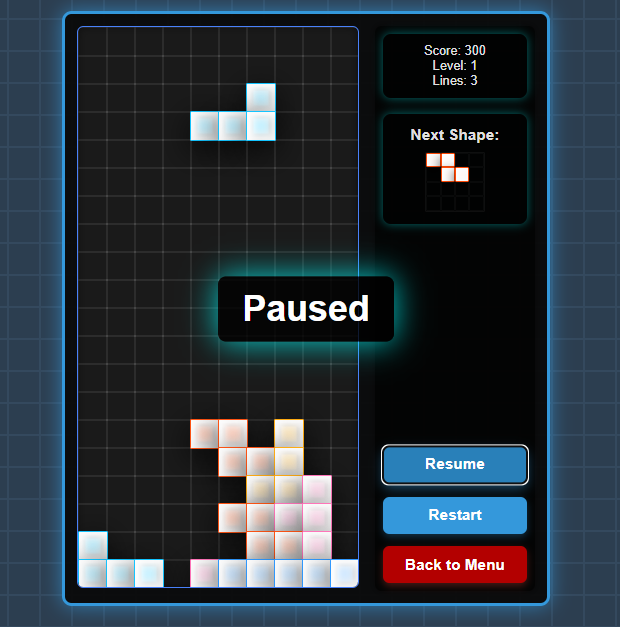 Score: 300
Level: 1
Lines: 3
Next Shape:
Paused
Resume
Restart
Back to Menu